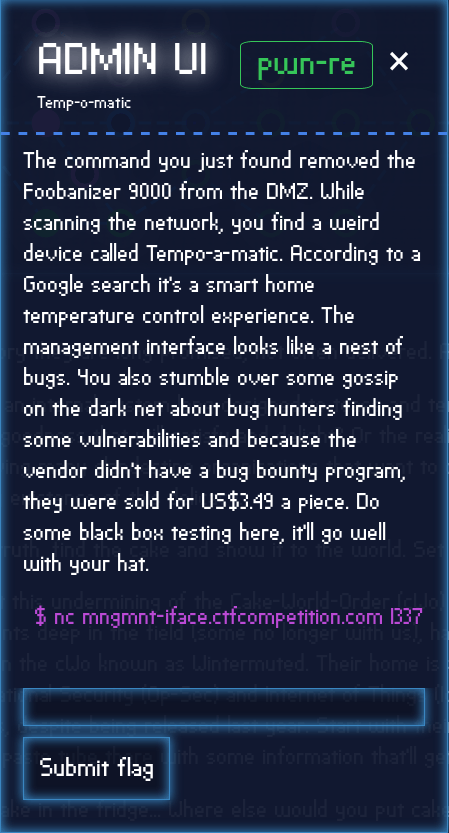 ADMIN UI
pwn-re
×
Temp-o-matic
The command you just found removed the
Foobanizer 9000 from the DMZ. While
scanning the network, you find a weird
device called Tempo-a-matic. According to a
Google search it's a smart home
temperature control experience. The
management interface looks like a nest of
bugs. You also stumble over some gossip
on the dark net about bug hunters finding
some vulnerabilities and because the
vendor didn't have a bug bounty program,
they were sold for US$3.49 a piece. Do
some black box testing here, it'll go well
with your hat.
$ nc mngmnt-iface.ctfcompetition.com 1337
Submit flag